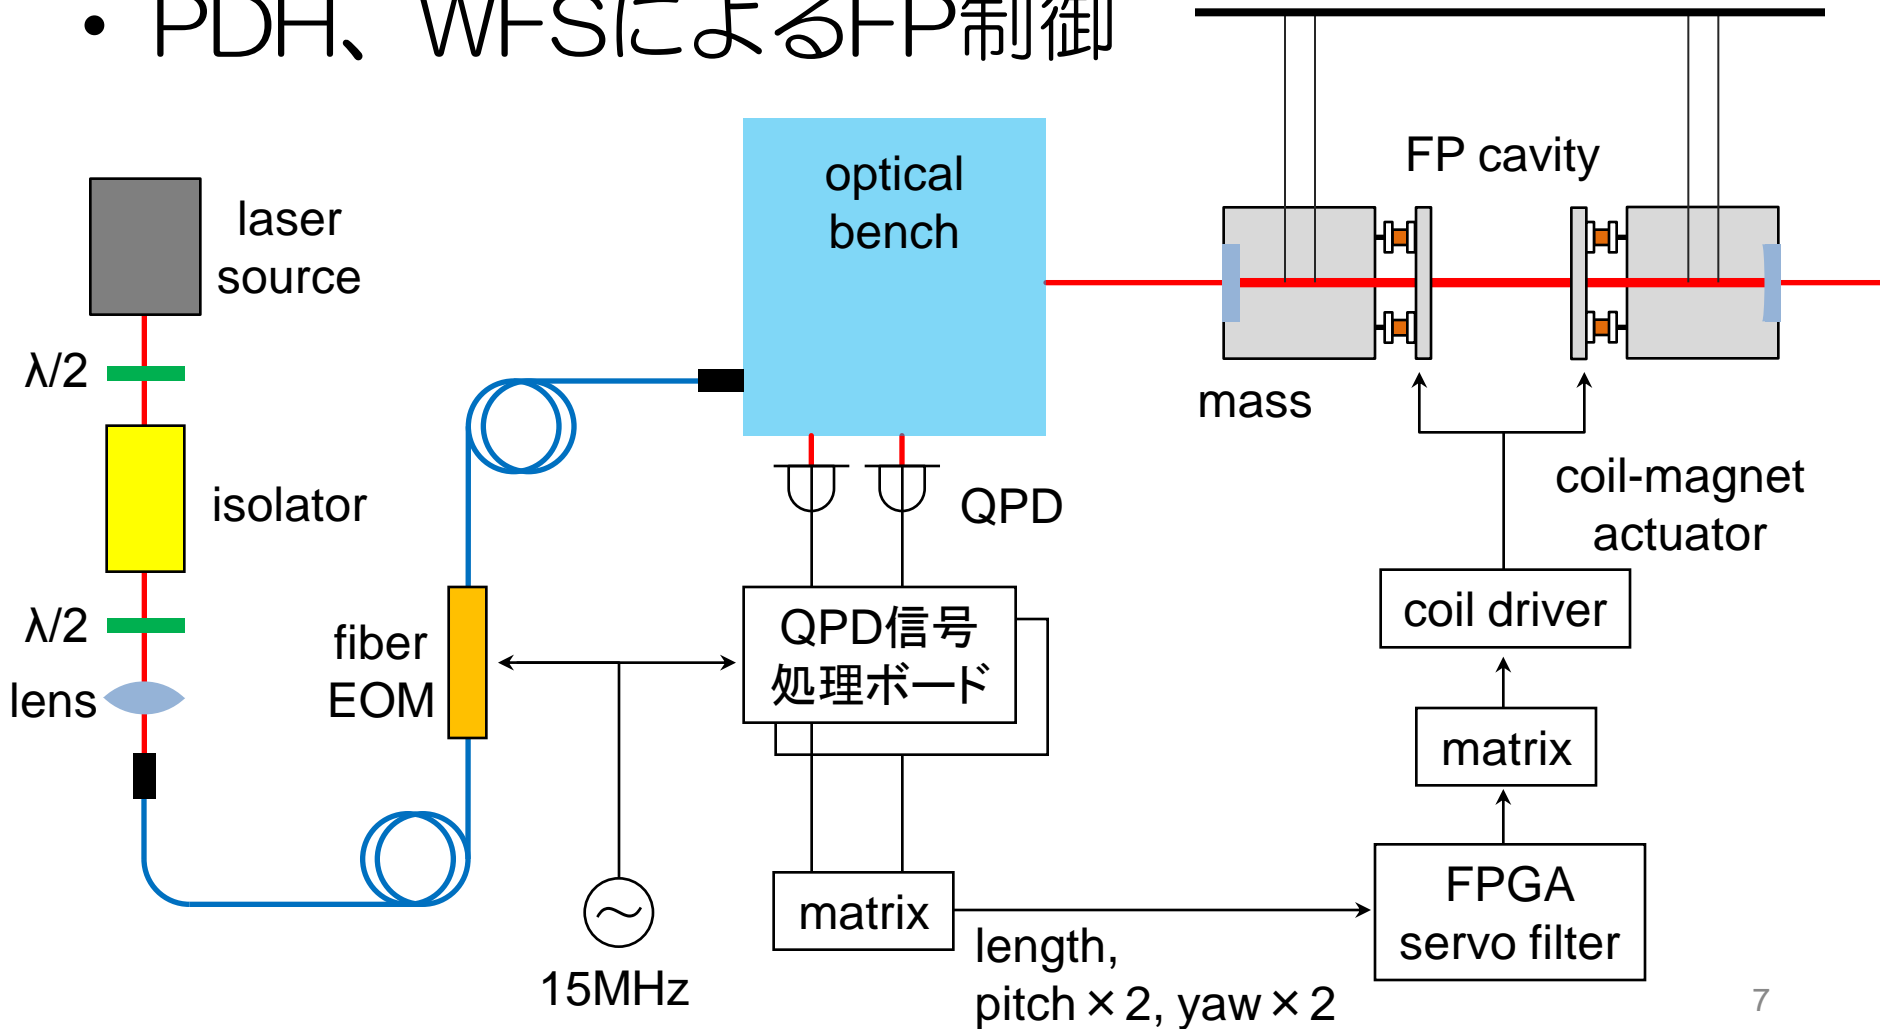 • PDH、WFSによるFP制御
optical
bench
FP cavity
laser
source
λ/2
mass
isolator
QPD
coil-magnet
actuator
λ/2
fiber
EOM
QPD信号
処理ボード
coil driver
lens
matrix
matrix
FPGA
servo filter
length,
pitch×2, yaw×2
15MHz
7